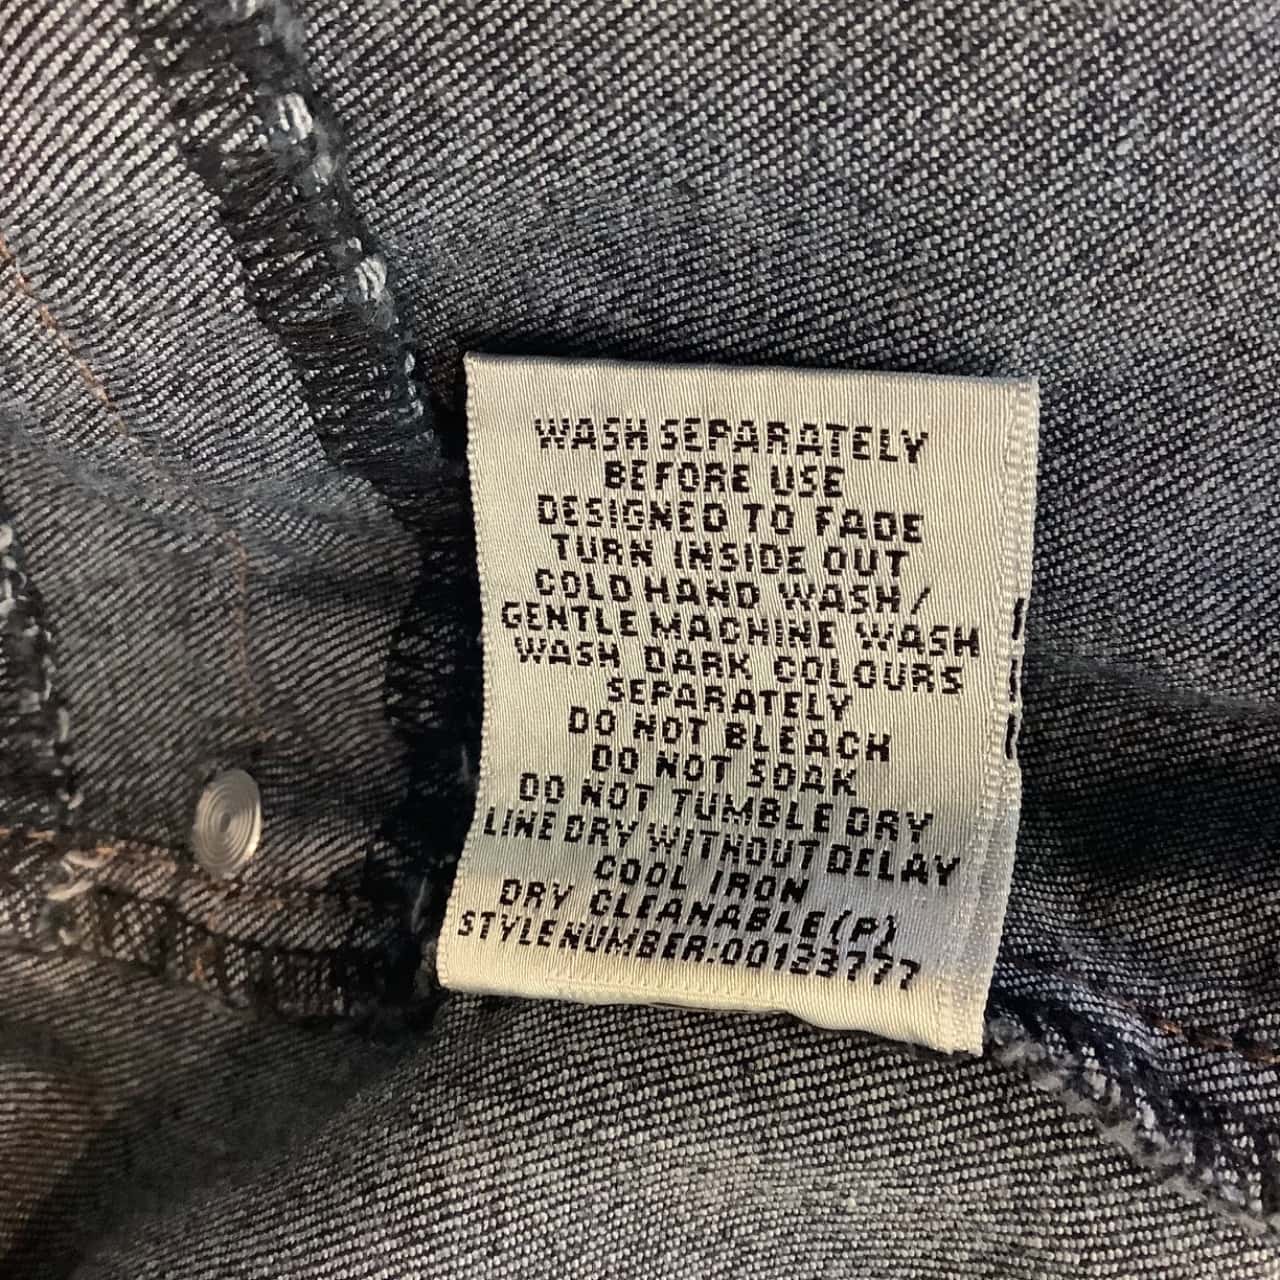 WASH SEPARATELY
BEFORE USE
DESIGNED TO FADE
TURN INSIDE OUT
COLD HAND WASH/
GENTLE MACHINE WASH
WASH DARK COLOURS
SEPARATELY
DO NOT BLEACH
DO NOT SOAK
DO NOT TUMBLE DRY
LINE DRY WITHOUT DELAY
COOL IRON
DRY CLEANABLE(P)
STYLE NUMBER:00123777